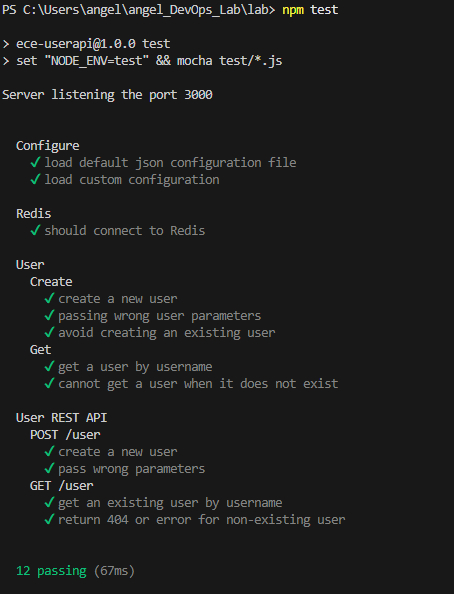 PS C:\Users\angel\angel_DevOps_Lab\lab> npm test
> ece-userapi@1.0.0 test
> set "NODE_ENV=test" && mocha test/*.js
Server listening the port 3000
Configure
✓ load default json configuration file
✓ load custom configuration
Redis
✓ should connect to Redis
User
Create
✓ create a new user
✓ passing wrong user parameters
✓ avoid creating an existing user
Get
✓ get a user by username
✓ cannot get a user when it does not exist
User REST API
POST /user
✓ create a new user
✓ pass wrong parameters
GET /user
✓ get an existing user by username
✓ return 404 or error for non-existing user
12 passing (67ms)